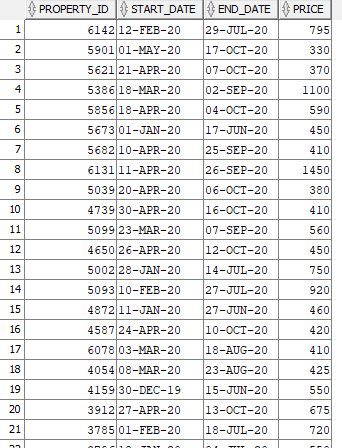 PROPERTY_ID START_DATE END_DATE PRICE
1 6142 12-FEB-20 29-JUL-20 795
2 5901 01-MAY-20 17-OCT-20 330
3 5621 21-APR-20 07-OCT-20 370
4 5386 18-MAR-20 02-SEP-20 1100
5 5856 18-APR-20 04-OCT-20 590
6 5673 01-JAN-20 17-JUN-20 450
7 5682 10-APR-20 25-SEP-20 410
8 6131 11-APR-20 26-SEP-20 1450
9 5039 20-APR-20 06-OCT-20 380
10 4739 30-APR-20 16-OCT-20 410
11 5099 23-MAR-20 07-SEP-20 560
12 4650 26-APR-20 12-OCT-20 450
13 5002 28-JAN-20 14-JUL-20 750
14 5093 10-FEB-20 27-JUL-20 920
15 4872 11-JAN-20 27-JUN-20 460
16 4587 24-APR-20 10-OCT-20 420
17 6078 03-MAR-20 18-AUG-20 410
18 4054 08-MAR-20 23-AUG-20 425
19 4159 30-DEC-19 15-JUN-20 550
20 3912 27-APR-20 13-OCT-20 675
21 3785 01-FEB-20 18-JUL-20 720